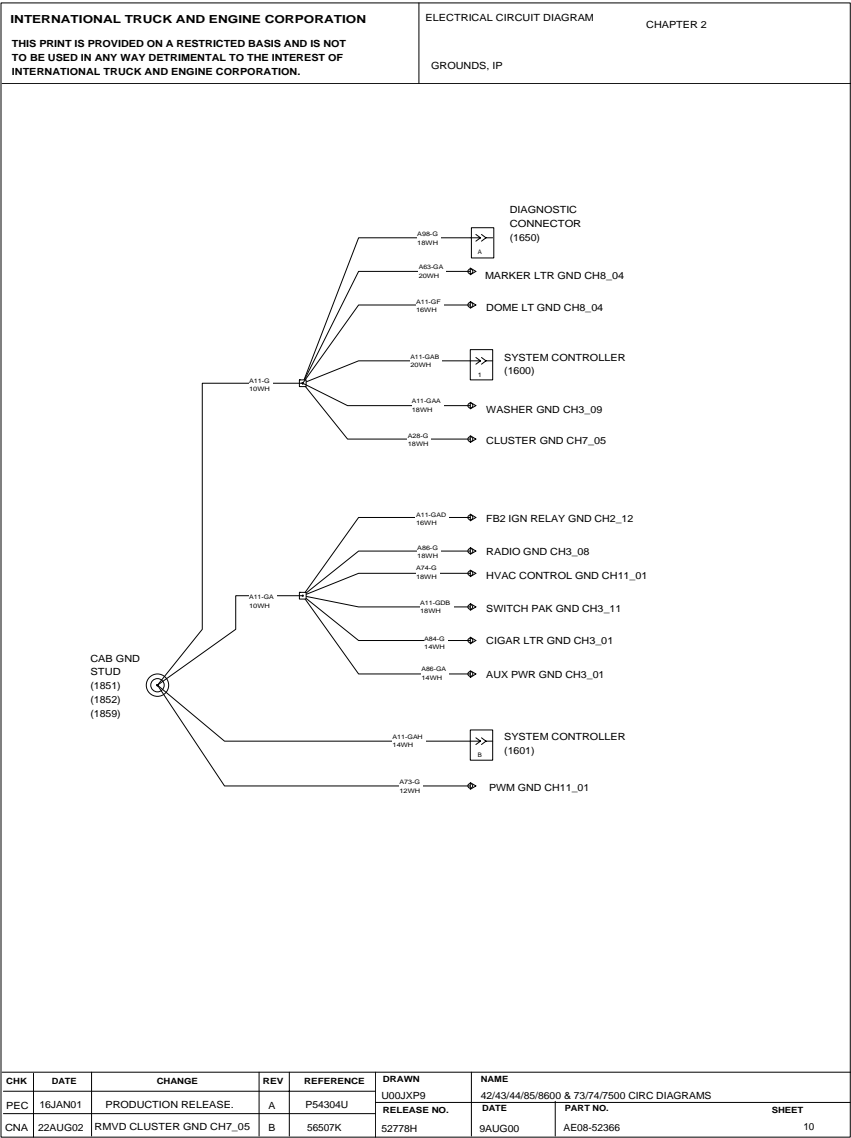 INTERNATIONAL TRUCK AND ENGINE CORPORATION
THIS PRINT IS PROVIDED ON A RESTRICTED BASIS AND IS NOT
TO BE USED IN ANY WAY DETRIMENTAL TO THE INTEREST OF
INTERNATIONAL TRUCK AND ENGINE CORPORATION.
ELECTRICAL CIRCUIT DIAGRAM
CHAPTER 2
GROUNDS, IP
DIAGNOSTIC
CONNECTOR
(1650)
A98-G
18WH
A
A63-GA
20WH
MARKER LTR GND CH8_04
A11-GF
16WH
DOME LT GND CH8_04
A11-GAB
20WH
1
SYSTEM CONTROLLER
(1600)
A11-G
10WH
A11-GAA
18WH
WASHER GND CH3_09
A28-G
18WH
CLUSTER GND CH7_05
A11-GAD
16WH
FB2 IGN RELAY GND CH2_12
A86-G
18WH
RADIO GND CH3_08
A74-G
18WH
HVAC CONTROL GND CH11_01
A11-GA
10WH
A11-GDB
18WH
SWITCH PAK GND CH3_11
A84-G
14WH
CIGAR LTR GND CH3_01
A86-GA
14WH
AUX PWR GND CH3_01
CAB GND
STUD
(1851)
(1852)
(1859)
A11-GAH
14WH
B
SYSTEM CONTROLLER
(1601)
A73-G
12WH
PWM GND CH11_01
CHK DATE CHANGE REV REFERENCE
PEC 16JAN01 PRODUCTION RELEASE. A P54304U
CNA 22AUG02 RMVD CLUSTER GND CH7_05 B 56507K
DRAWN
U00JXP9
NAME
42/43/44/85/8600 & 73/74/7500 CIRC DIAGRAMS
RELEASE NO. DATE PART NO. SHEET
52778H 9AUG00 AE08-52366 10